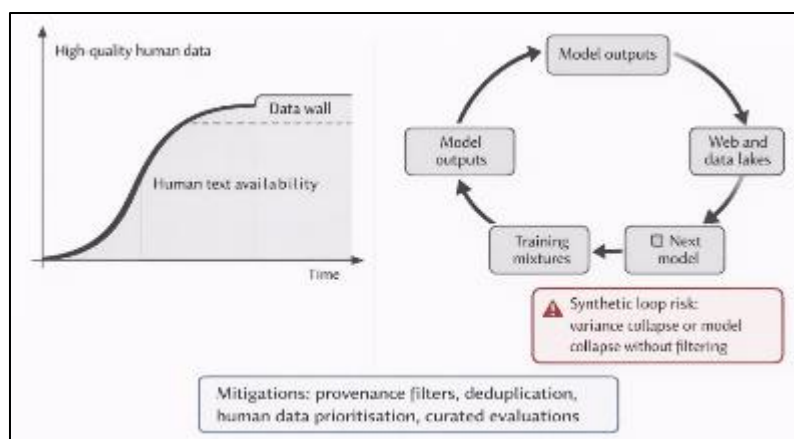 High-quality human data
Data wall
Human text availability
Time
Model outputs
Web and
data lakes
Next
model
Training
mixtures
Model
outputs
Synthetic loop risk:
variance collapse or model
collapse without filtering
Mitigations: provenance filters, deduplication,
human data prioritisation, curated evaluations